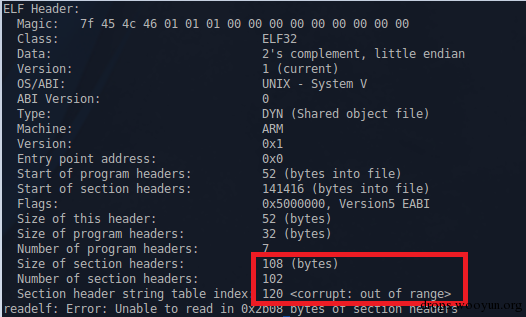 ELF Header:
Magic: 7f 45 4c 46 01 01 01 00 00 00 00 00 00 00 00 00
Class: ELF32
Data: 2's complement, little endian
Version: 1 (current)
OS/ABI: UNIX - System V
ABI Version: 0
Type: DYN (Shared object file)
Machine: ARM
Version: 0x1
Entry point address: 0x0
Start of program headers: 52 (bytes into file)
Start of section headers: 141416 (bytes into file)
Flags: 0x5000000, Version5 EABI
Size of this header: 52 (bytes)
Size of program headers: 32 (bytes)
Number of program headers: 7
Size of section headers: 108 (bytes)
Number of section headers: 102
Section header string table index: 120 <corrupt: out of range>
readelf: Error: Unable to read in 0x2b08 bytes of section headers